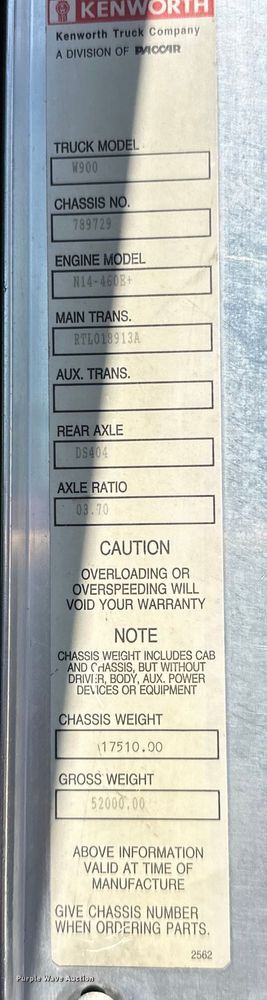 KENWORTH
Kenworth Truck Company
A DIVISION OF PACCAR
TRUCK MODEL
W900
CHASSIS NO.
789729
ENGINE MODEL
N14-460E+
MAIN TRANS.
RTLO18913A
AUX. TRANS.
REAR AXLE
DS404
AXLE RATIO
03.70
CAUTION
OVERLOADING OR
OVERSPEEDING WILL
VOID YOUR WARRANTY
NOTE
CHASSIS WEIGHT INCLUDES CAB
AND CHASSIS, BUT WITHOUT
DRIVER, BODY, AUX. POWER
DEVICES OR EQUIPMENT
CHASSIS WEIGHT
17510.00
GROSS WEIGHT
52000.00
ABOVE INFORMATION
VALID AT TIME OF
MANUFACTURE
GIVE CHASSIS NUMBER
WHEN ORDERING PARTS.
2562
Purple Wave Auction